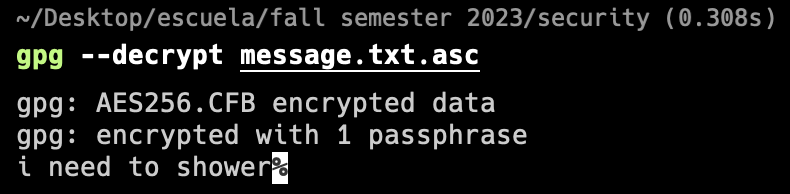 ~/Desktop/escuela/fall semester 2023/security (0.308s)
gpg --decrypt message.txt.asc
gpg: AES256.CFB encrypted data
gpg: encrypted with 1 passphrase
i need to shower%